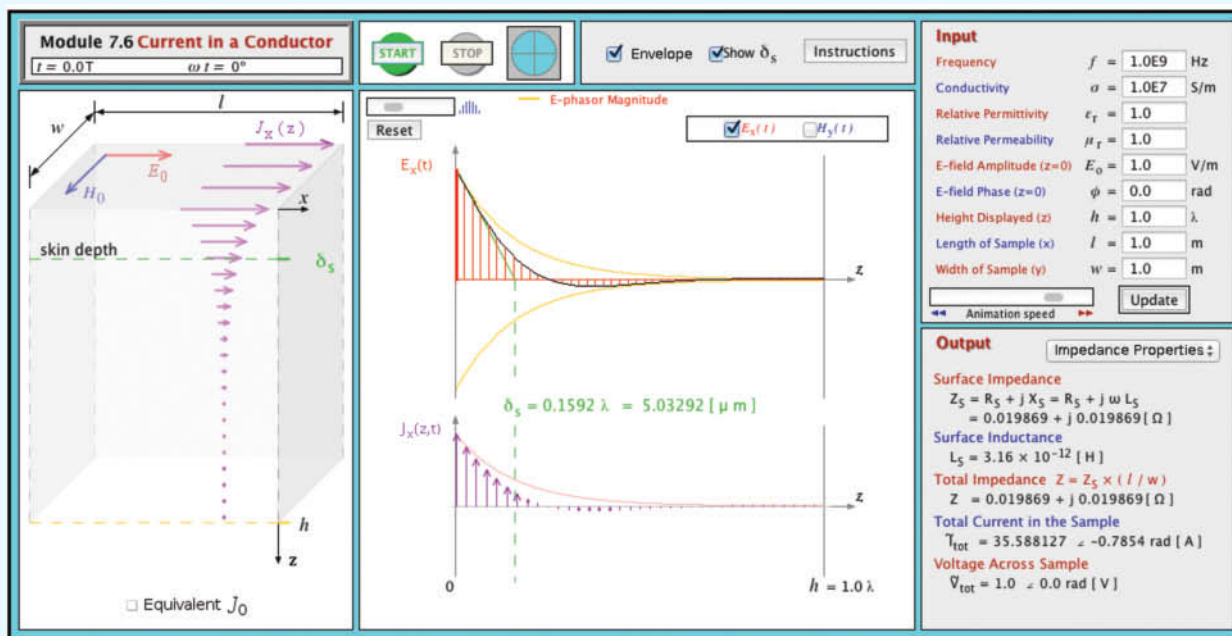 Module 7.6 Current in a Conductor
t = 0.0T ω t = 0°
START
STOP
Envelope
Show δs
Instructions
l
w
Jx(z)
E0
H0
x
skin depth
δs
h
z
Equivalent J0
E-phasor Magnitude
Reset
Ex(t)
Hy(t)
Ex(t)
z
δs = 0.1592 λ = 5.03292 [ μ m ]
Jx(z,t)
z
0
h = 1.0 λ
Input
Frequency f = 1.0E9 Hz
Conductivity σ = 1.0E7 S/m
Relative Permittivity εr = 1.0
Relative Permeability μr = 1.0
E-field Amplitude (z=0) Eo = 1.0 V/m
E-field Phase (z=0) ϕ = 0.0 rad
Height Displayed (z) h = 1.0 λ
Length of Sample (x) l = 1.0 m
Width of Sample (y) w = 1.0 m
Update
Animation speed
Output
Impedance Properties
Surface Impedance
ZS = RS + j XS = RS + j ω LS
= 0.019869 + j 0.019869 [ Ω ]
Surface Inductance
LS = 3.16 × 10-12 [ H ]
Total Impedance Z = ZS × ( l / w )
Z = 0.019869 + j 0.019869 [ Ω ]
Total Current in the Sample
Ĩtot = 35.588127 ∠ -0.7854 rad [ A ]
Voltage Across Sample
Ṽtot = 1.0 ∠ 0.0 rad [ V ]